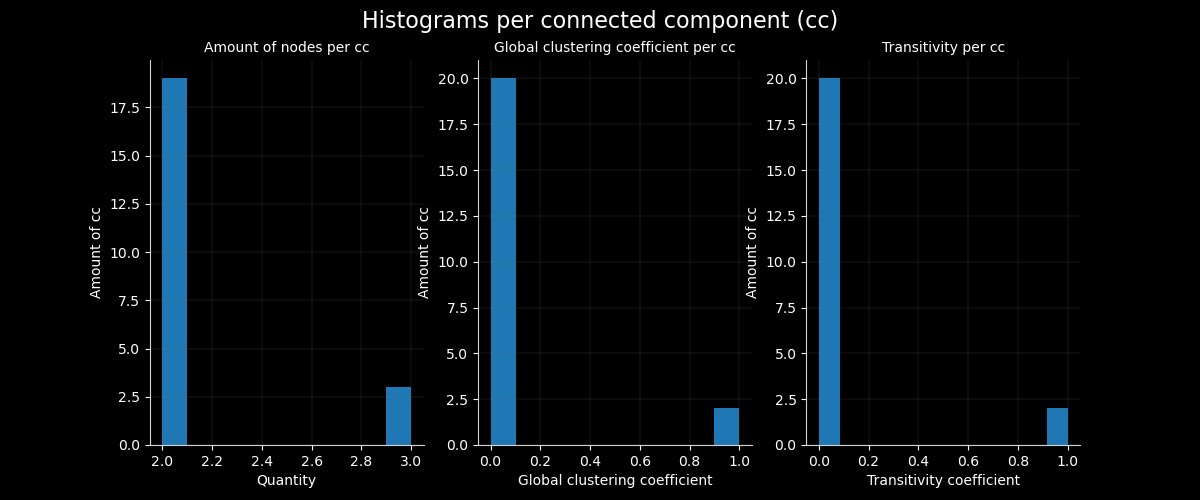 Histograms per connected component (cc)
Amount of nodes per cc
Amount of cc
17.5
15.0
12.5
10.0
7.5
5.0
2.5
0.0
2.0 2.2 2.4 2.6 2.8 3.0
Quantity
Global clustering coefficient per cc
Amount of cc
20.0
17.5
15.0
12.5
10.0
7.5
5.0
2.5
0.0
0.0 0.2 0.4 0.6 0.8 1.0
Global clustering coefficient
Transitivity per cc
Amount of cc
20.0
17.5
15.0
12.5
10.0
7.5
5.0
2.5
0.0
0.0 0.2 0.4 0.6 0.8 1.0
Transitivity coefficient